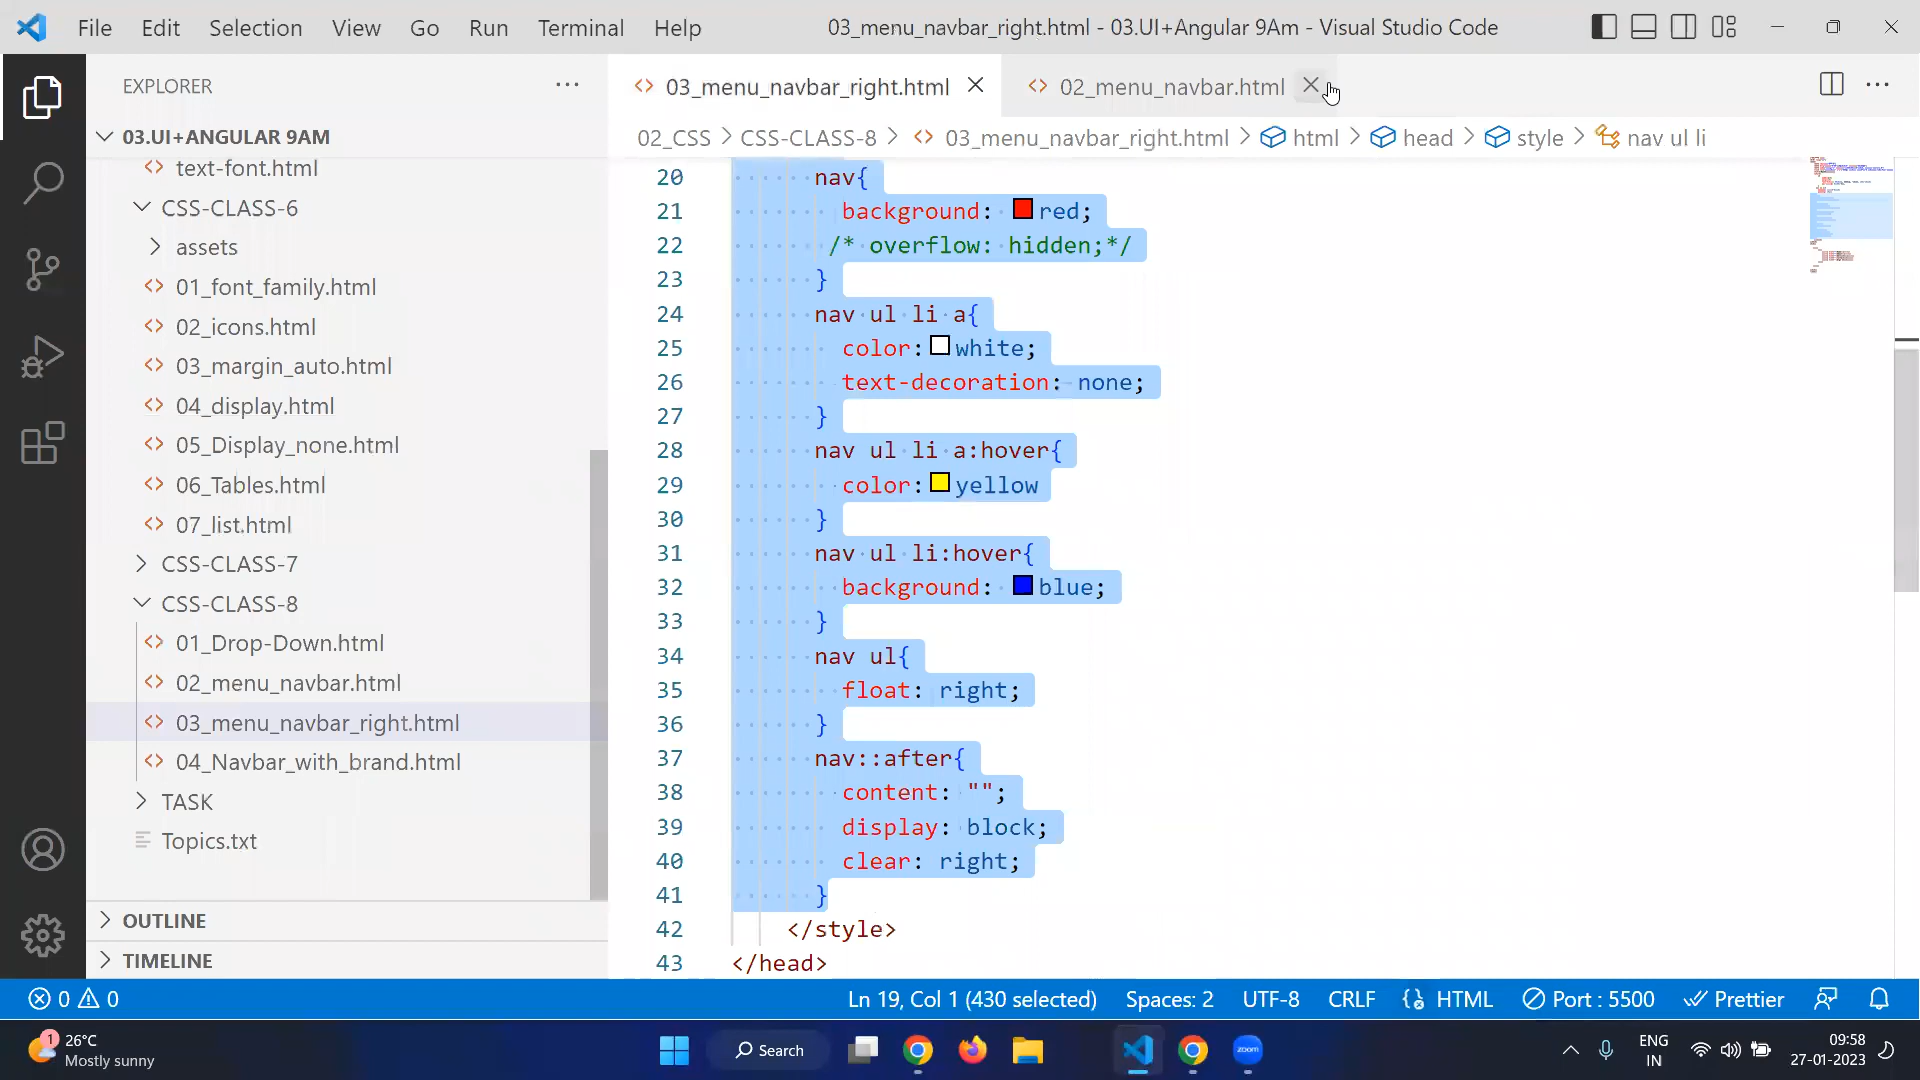 File Edit Selection View Go Run Terminal Help 03_menu_navbar_right.html - 03.UI+Angular 9Am - Visual Studio Code
EXPLORER
03.UI+ANGULAR 9AM
text-font.html
CSS-CLASS-6
assets
01_font_family.html
02_icons.html
03_margin_auto.html
04_display.html
05_Display_none.html
06_Tables.html
07_list.html
CSS-CLASS-7
CSS-CLASS-8
01_Drop-Down.html
02_menu_navbar.html
03_menu_navbar_right.html
04_Navbar_with_brand.html
TASK
Topics.txt
OUTLINE
TIMELINE
03_menu_navbar_right.html 02_menu_navbar.html
02_CSS > CSS-CLASS-8 > 03_menu_navbar_right.html > html > head > style > nav ul li
20 nav{
21 background: red;
22 /* overflow: hidden;*/
23 }
24 nav ul li a{
25 color: white;
26 text-decoration: none;
27 }
28 nav ul li a:hover{
29 color: yellow
30 }
31 nav ul li:hover{
32 background: blue;
33 }
34 nav ul{
35 float: right;
36 }
37 nav::after{
38 content: "";
39 display: block;
40 clear: right;
41 }
42 </style>
43 </head>
0 0 Ln 19, Col 1 (430 selected) Spaces: 2 UTF-8 CRLF HTML Port : 5500 Prettier
1
26°C
Mostly sunny
Search
zoom
ENG
IN
09:58
27-01-2023